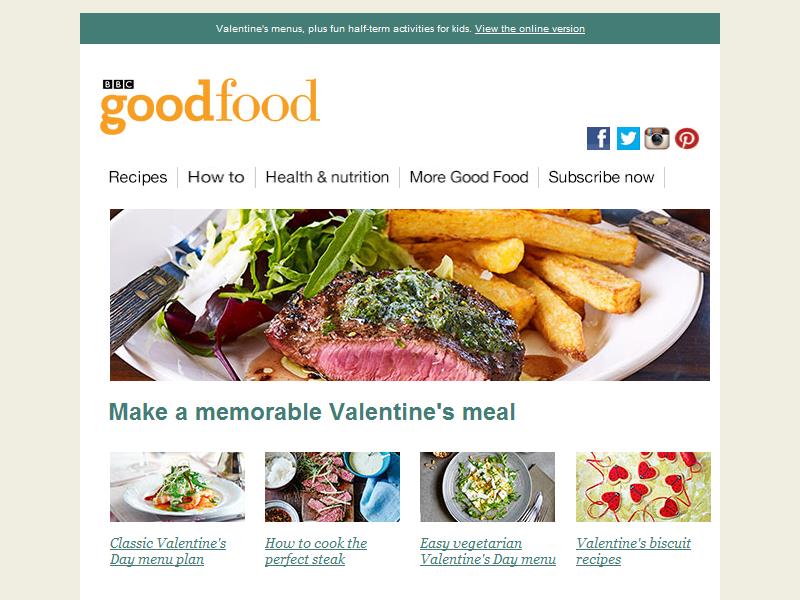 Valentine's menus, plus fun half-term activities for kids. View the online version
BBC
goodfood
Recipes
How to
Health & nutrition
More Good Food
Subscribe now
Make a memorable Valentine's meal
Classic Valentine's
Day menu plan
How to cook the
perfect steak
Easy vegetarian
Valentine's Day menu
Valentine's biscuit
recipes